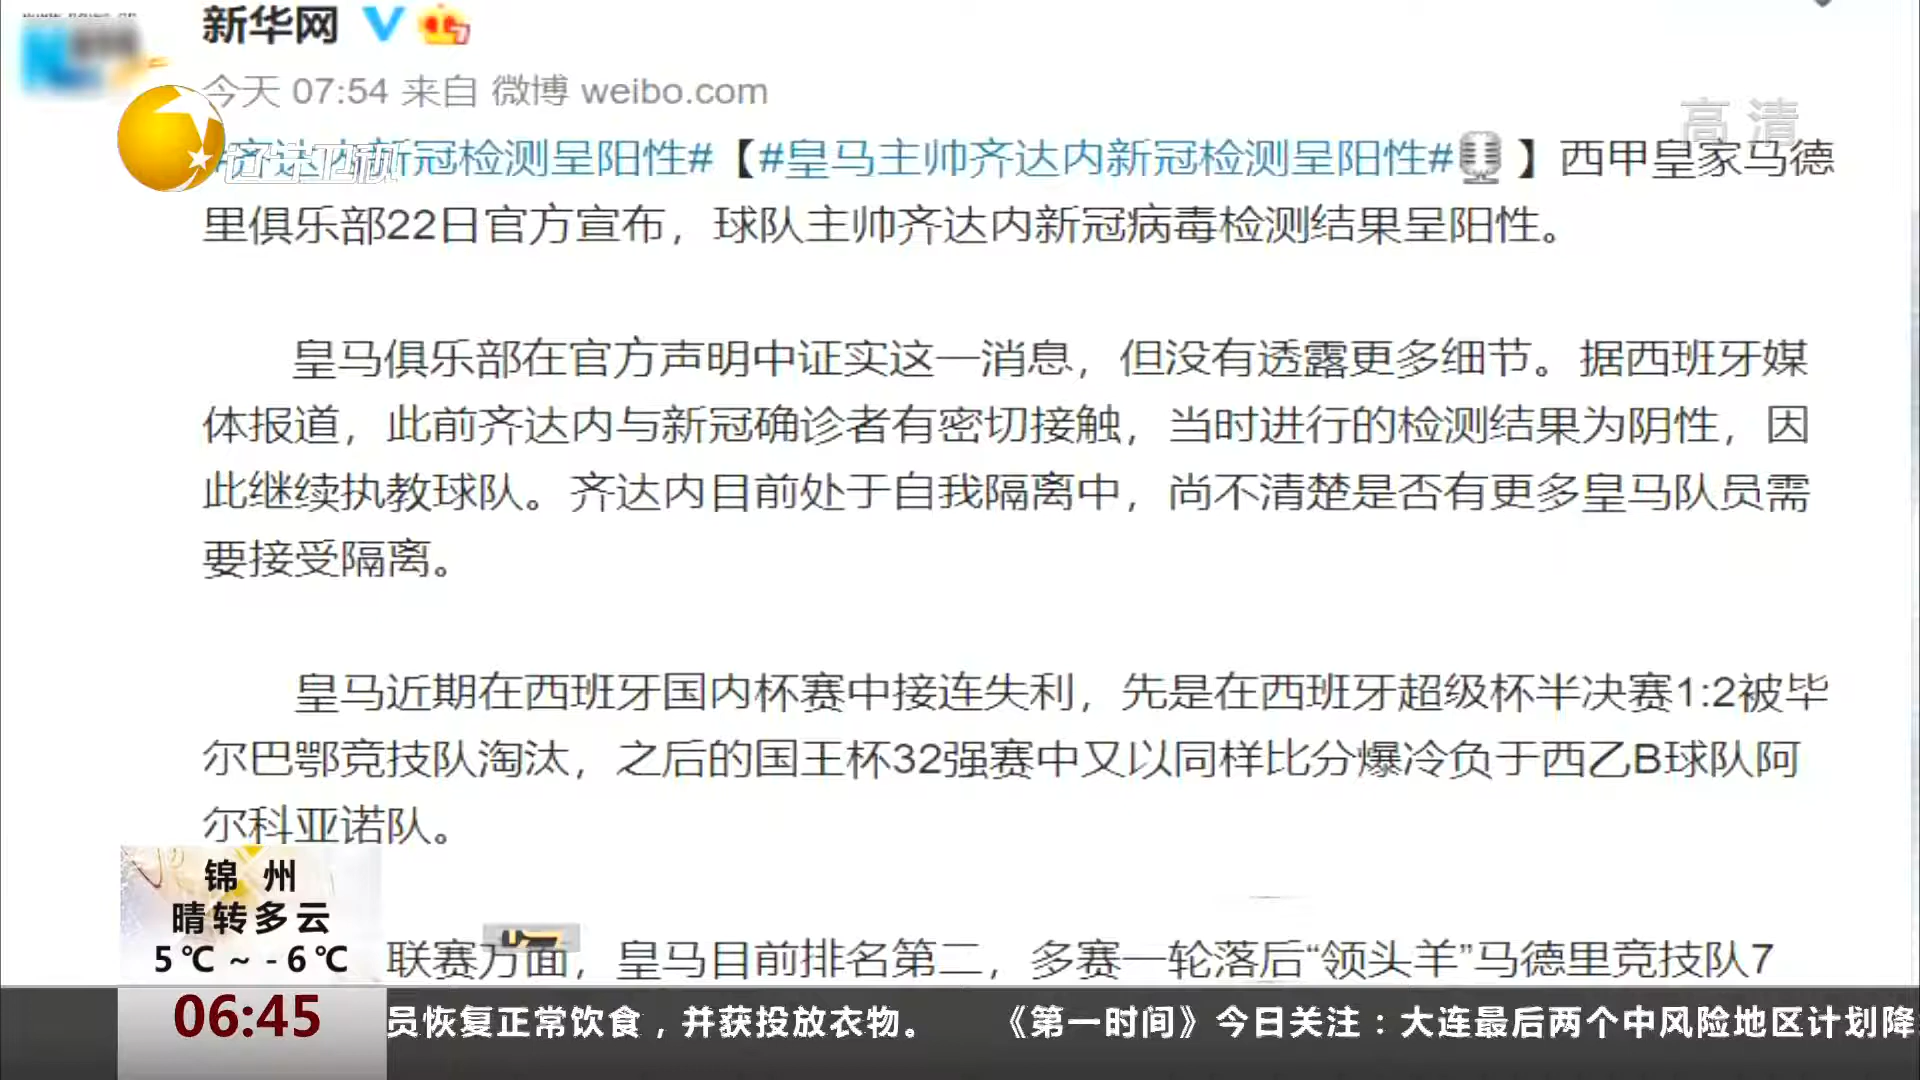 新华网
今天 07:54 来自 微博 weibo.com
高清
#齐达内新冠检测呈阳性#【#皇马主帅齐达内新冠检测呈阳性#】西甲皇家马德
辽宁卫视
里俱乐部22日官方宣布，球队主帅齐达内新冠病毒检测结果呈阳性。
皇马俱乐部在官方声明中证实这一消息，但没有透露更多细节。据西班牙媒
体报道，此前齐达内与新冠确诊者有密切接触，当时进行的检测结果为阴性，因
此继续执教球队。齐达内目前处于自我隔离中，尚不清楚是否有更多皇马队员需
要接受隔离。
皇马近期在西班牙国内杯赛中接连失利，先是在西班牙超级杯半决赛1:2被毕
尔巴鄂竞技队淘汰，之后的国王杯32强赛中又以同样比分爆冷负于西乙B球队阿
尔科亚诺队。
锦州
晴转多云
5℃～-6℃
联赛方面，皇马目前排名第二，多赛一轮落后“领头羊”马德里竞技队7
06:45
员恢复正常饮食，并获投放衣物。 《第一时间》今日关注：大连最后两个中风险地区计划降